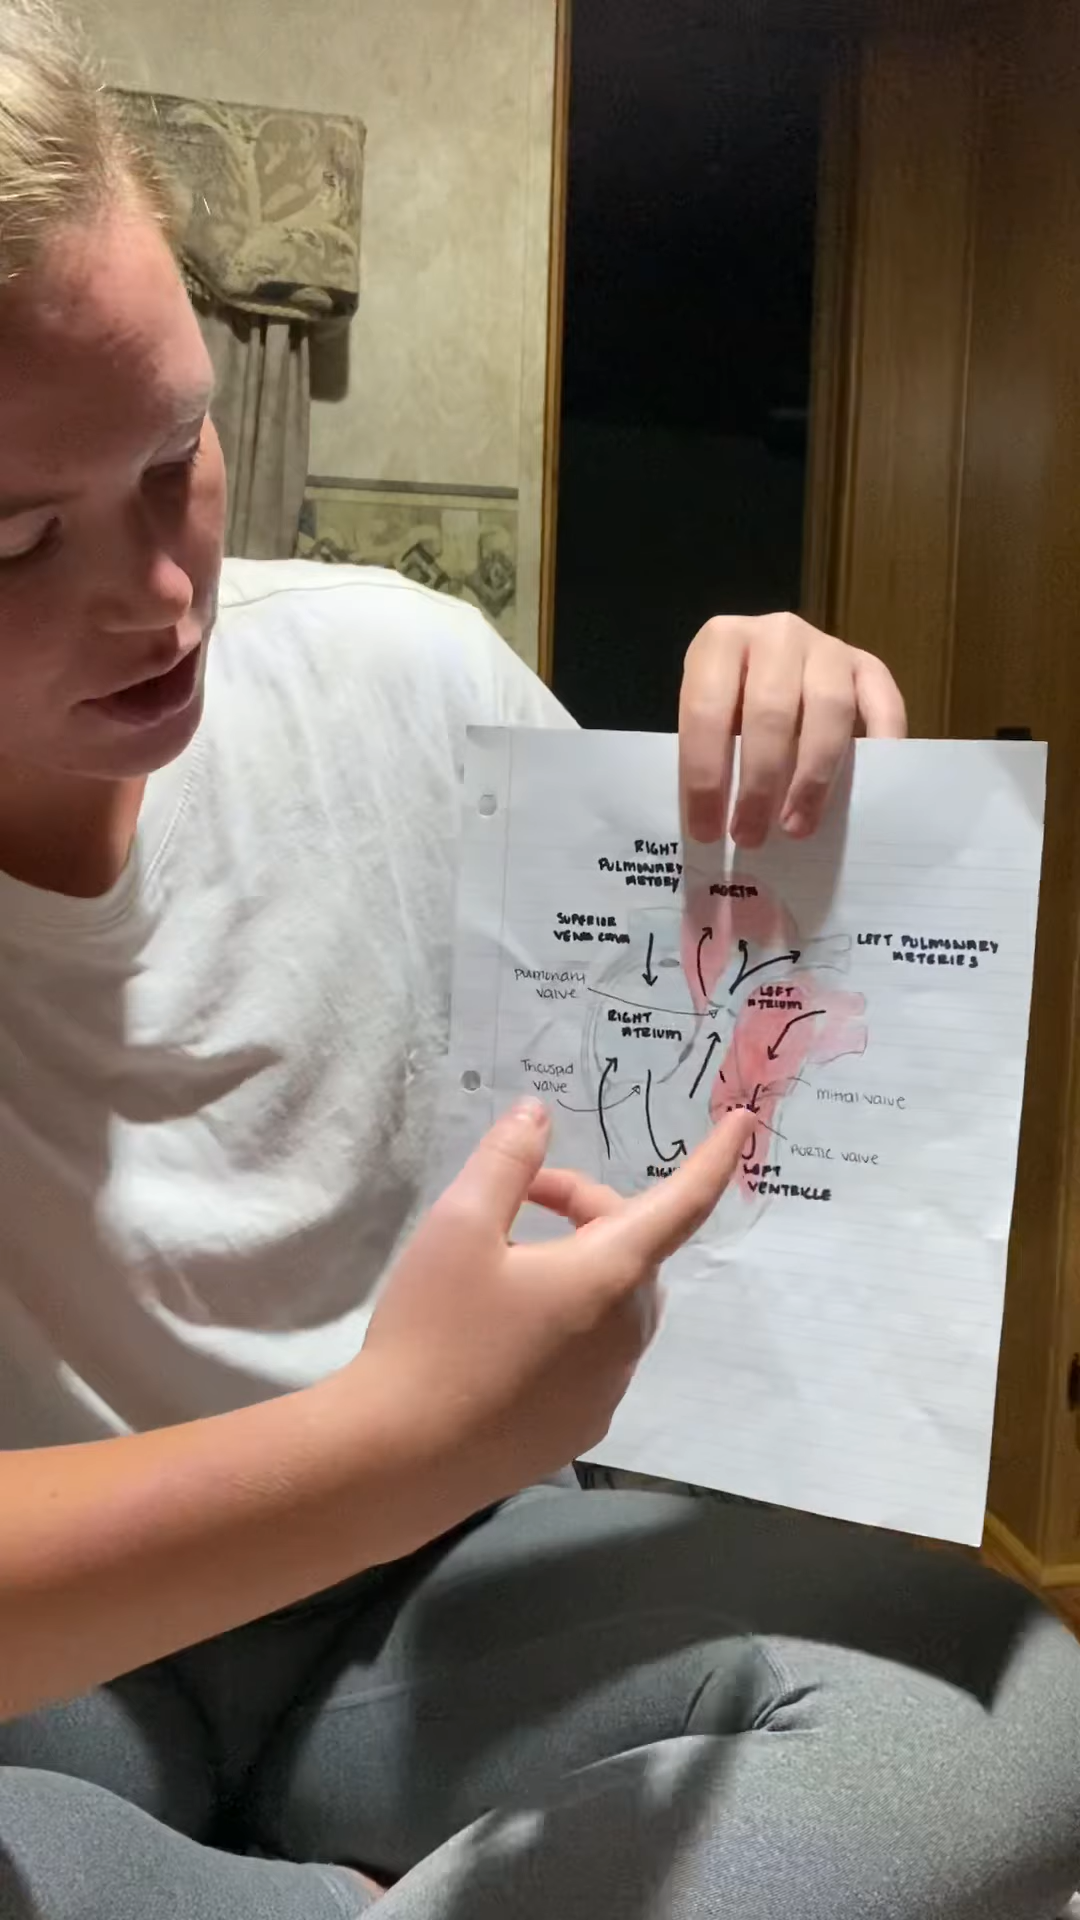 RIGHT
PULMONARY
ARTERY
AORTA
SUPERIOR
VENA CAVA
LEFT PULMONARY
ARTERIES
pulmonary
valve
LEFT
ATRIUM
RIGHT
ATRIUM
Tricuspid
valve
mitral valve
AORTIC valve
LEFT
VENTRICLE